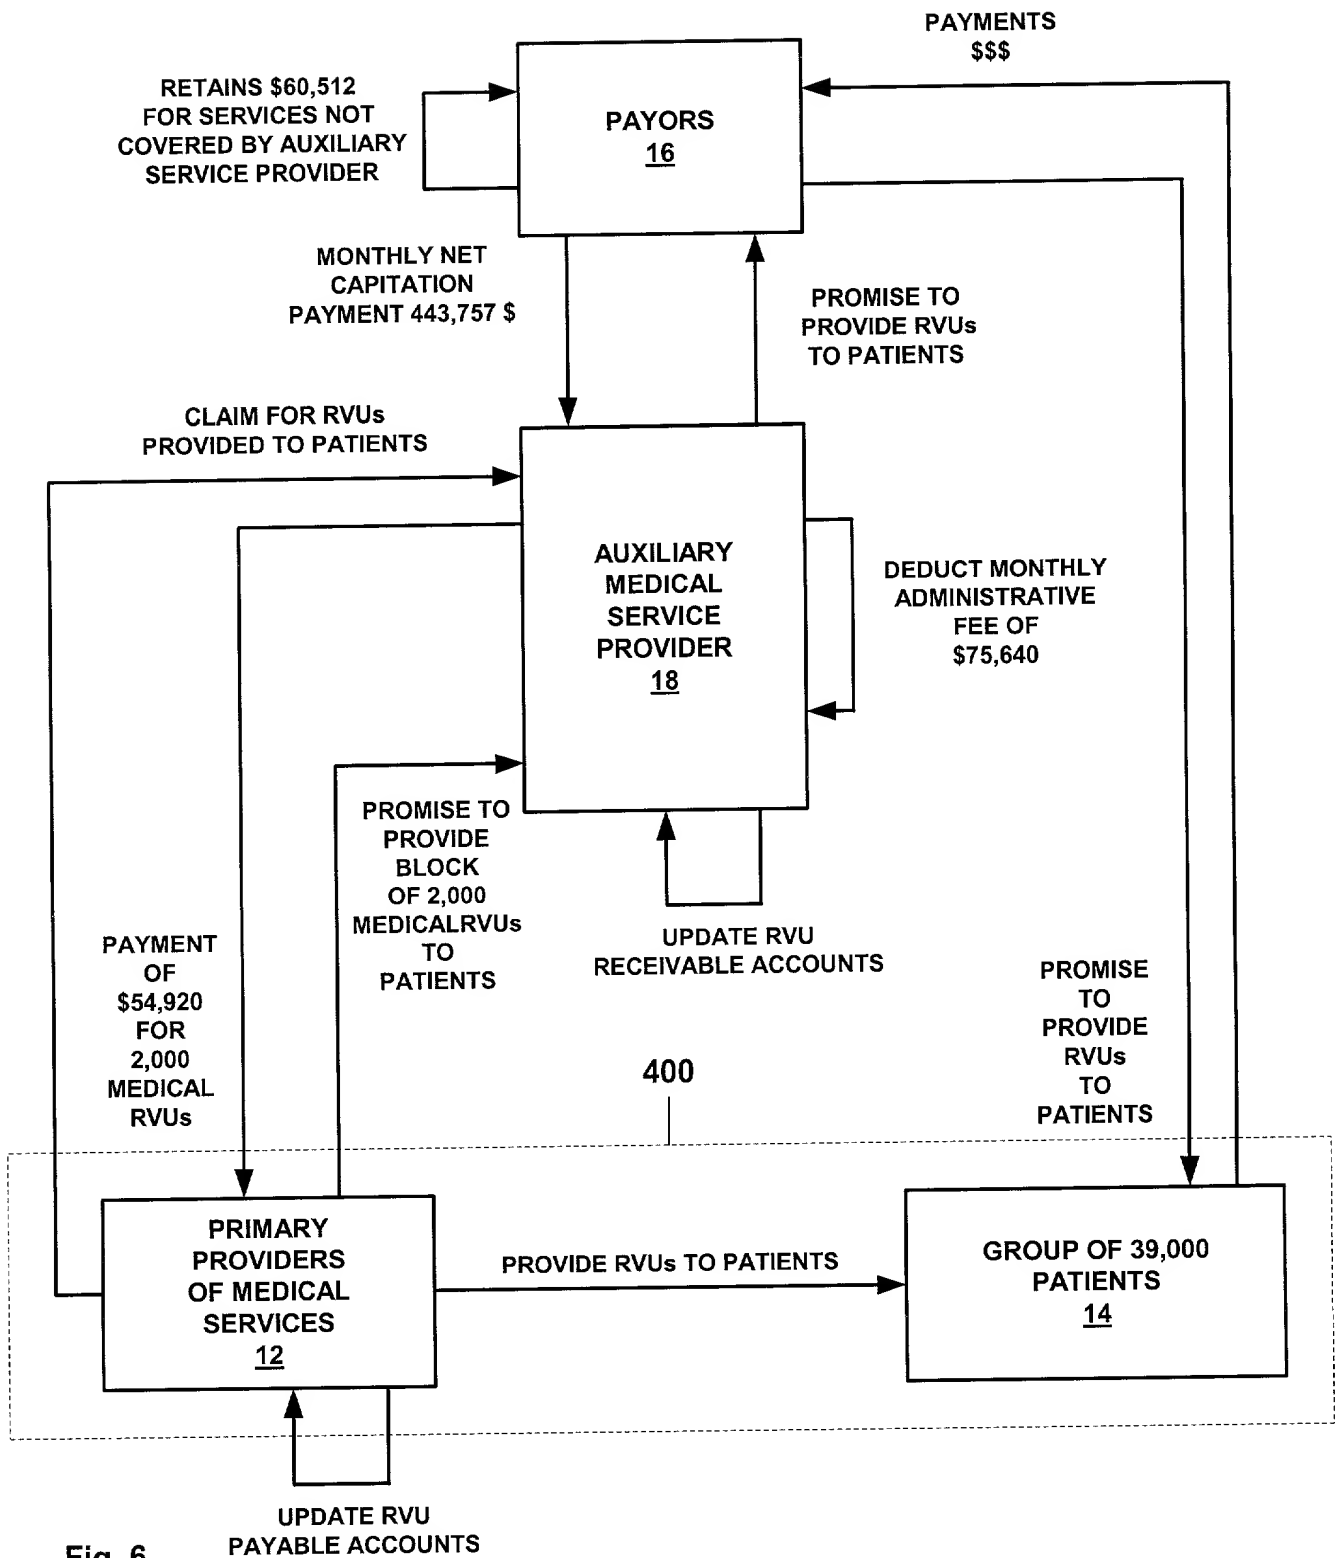 PAYMENTS
$$$
RETAINS $60,512
FOR SERVICES NOT
COVERED BY AUXILIARY
SERVICE PROVIDER
PAYORS
16
MONTHLY NET
CAPITATION
PAYMENT 443,757 $
PROMISE TO
PROVIDE RVUs
TO PATIENTS
CLAIM FOR RVUs
PROVIDED TO PATIENTS
AUXILIARY
MEDICAL
SERVICE
PROVIDER
18
DEDUCT MONTHLY
ADMINISTRATIVE
FEE OF
$75,640
PROMISE TO
PROVIDE
BLOCK
OF 2,000
MEDICALRVUs
TO
PATIENTS
UPDATE RVU
RECEIVABLE ACCOUNTS
PAYMENT
OF
$54,920
FOR
2,000
MEDICAL
RVUs
PROMISE
TO
PROVIDE
RVUs
TO
PATIENTS
400
PRIMARY
PROVIDERS
OF MEDICAL
SERVICES
12
PROVIDE RVUs TO PATIENTS
GROUP OF 39,000
PATIENTS
14
UPDATE RVU
PAYABLE ACCOUNTS
Fig. 6